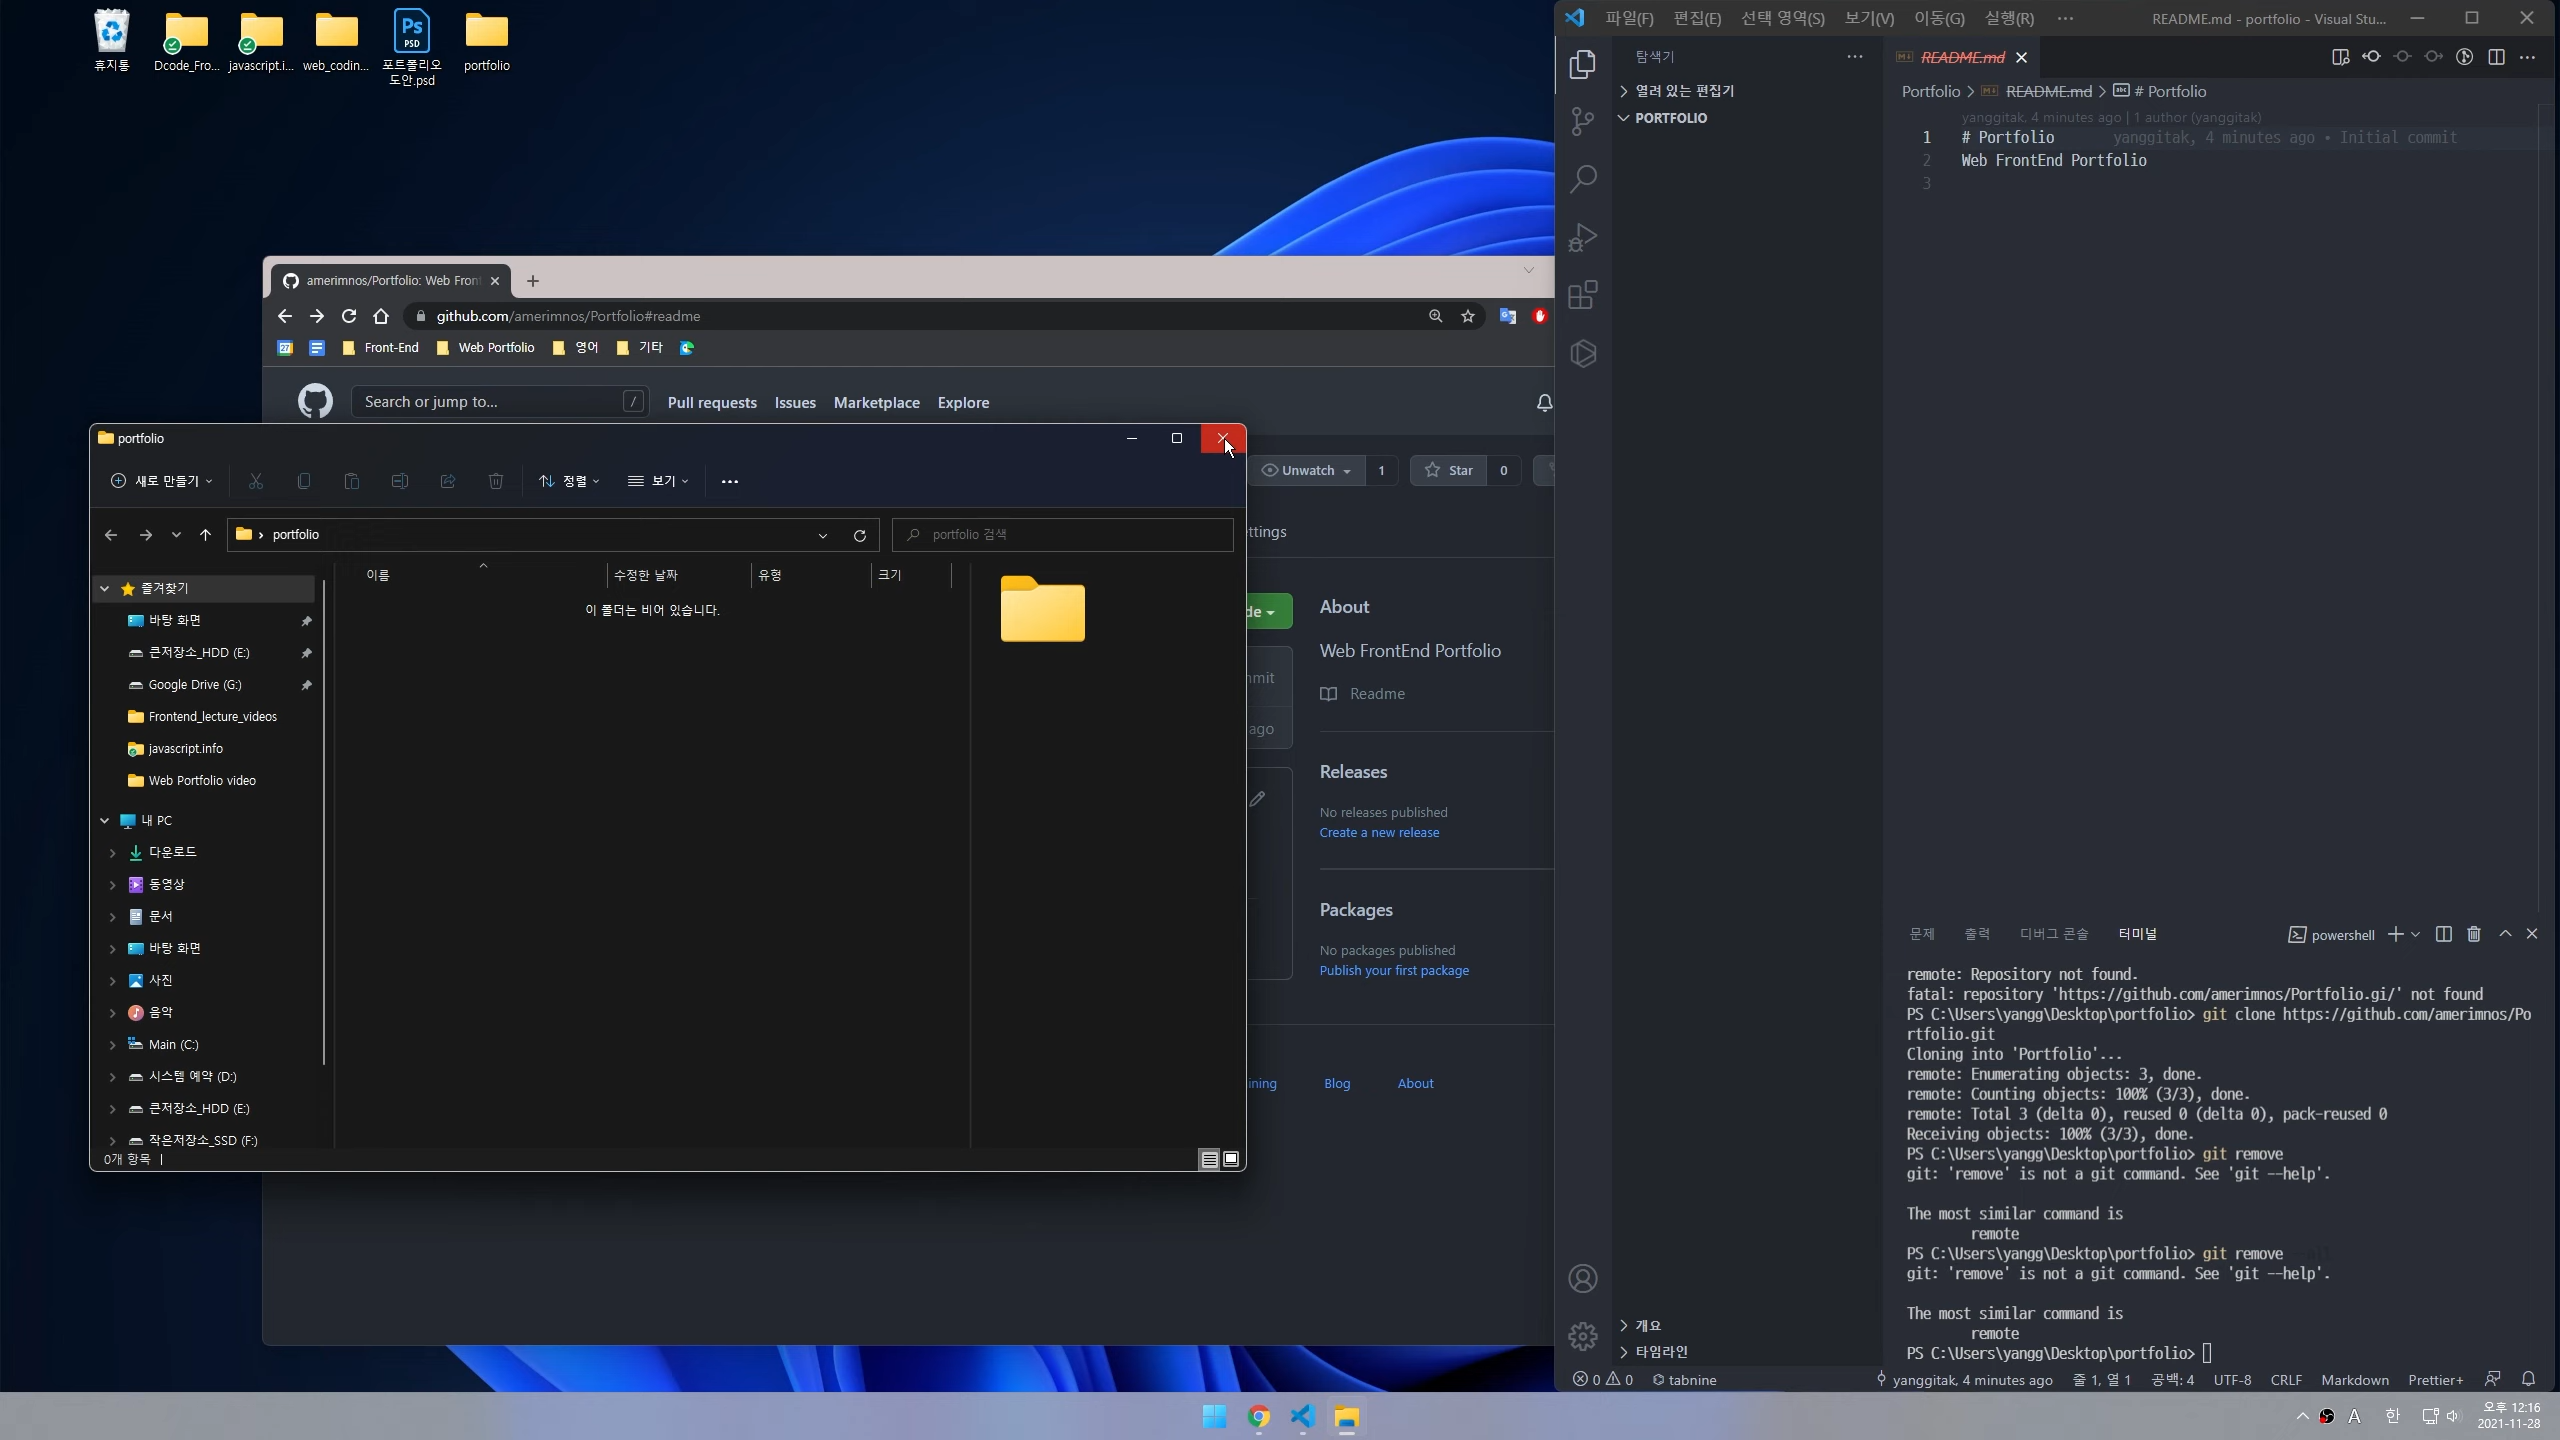 휴지통
Dcode_Fro...
javascript.i...
web_codin...
포트폴리오
도안.psd
portfolio
amerimnos/Portfolio: Web Front
github.com/amerimnos/Portfolio#readme
Front-End
Web Portfolio
영어
기타
Search or jump to...
/
Pull requests
Issues
Marketplace
Explore
portfolio
새로 만들기
정렬
보기
portfolio
portfolio 검색
이름
수정한 날짜
유형
크기
이 폴더는 비어 있습니다.
즐겨찾기
바탕 화면
큰저장소_HDD (E:)
Google Drive (G:)
Frontend_lecture_videos
javascript.info
Web Portfolio video
내 PC
다운로드
동영상
문서
바탕 화면
사진
음악
Main (C:)
시스템 예약 (D:)
큰저장소_HDD (E:)
작은저장소_SSD (F:)
0개 항목
Unwatch
1
Star
0
ttings
de
About
Web FrontEnd Portfolio
Readme
mit
ago
Releases
No releases published
Create a new release
Packages
No packages published
Publish your first package
ining
Blog
About
파일(F)
편집(E)
선택 영역(S)
보기(V)
이동(G)
실행(R)
README.md - portfolio - Visual Stu...
탐색기
README.md
열려 있는 편집기
PORTFOLIO
Portfolio > README.md > # Portfolio
yanggitak, 4 minutes ago | 1 author (yanggitak)
1 # Portfolio yanggitak, 4 minutes ago • Initial commit
2 Web FrontEnd Portfolio
3
문제
출력
디버그 콘솔
터미널
powershell
remote: Repository not found.
fatal: repository 'https://github.com/amerimnos/Portfolio.gi/' not found
PS C:\Users\yangg\Desktop\portfolio> git clone https://github.com/amerimnos/Po
rtfolio.git
Cloning into 'Portfolio'...
remote: Enumerating objects: 3, done.
remote: Counting objects: 100% (3/3), done.
remote: Total 3 (delta 0), reused 0 (delta 0), pack-reused 0
Receiving objects: 100% (3/3), done.
PS C:\Users\yangg\Desktop\portfolio> git remove
git: 'remove' is not a git command. See 'git --help'.
The most similar command is
remote
PS C:\Users\yangg\Desktop\portfolio> git remove
git: 'remove' is not a git command. See 'git --help'.
The most similar command is
remote
PS C:\Users\yangg\Desktop\portfolio>
개요
타임라인
0
0
tabnine
yanggitak, 4 minutes ago
줄 1, 열 1
공백: 4
UTF-8
CRLF
Markdown
Prettier+
A
한
오후 12:16
2021-11-28